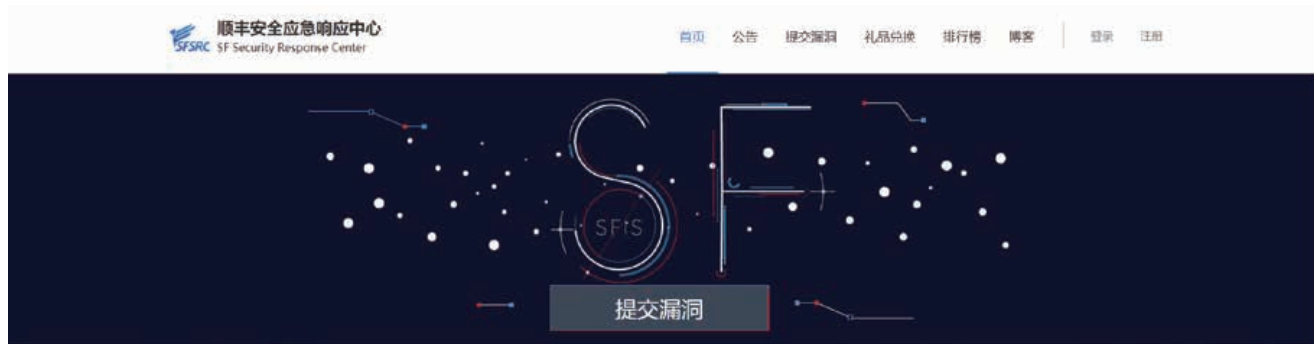 顺丰安全应急响应中心
SFSRC SF Security Response Center
首页 公告 提交漏洞 礼品兑换 排行榜 博客 登录 注册
SF
SFIS
提交漏洞